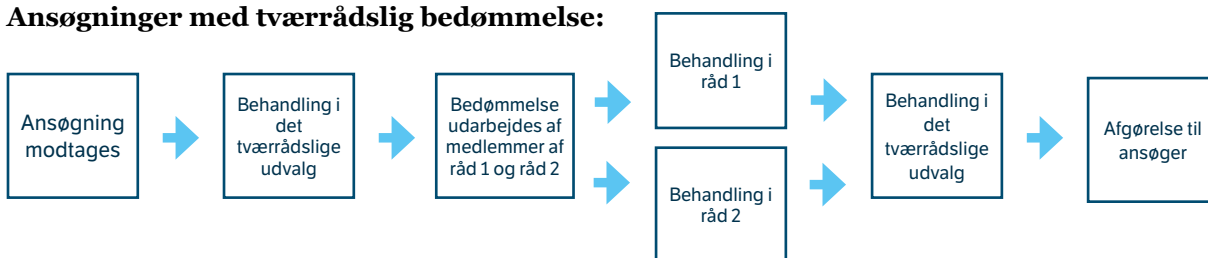 Ansøgninger med tværrådslig bedømmelse:
Ansøgning
modtages
Behandling i
det
tværrådslige
udvalg
Bedømmelse
udarbejdes af
medlemmer af
råd 1 og råd 2
Behandling i
råd 1
Behandling i
råd 2
Behandling i
det
tværrådslige
udvalg
Afgørelse til
ansøger